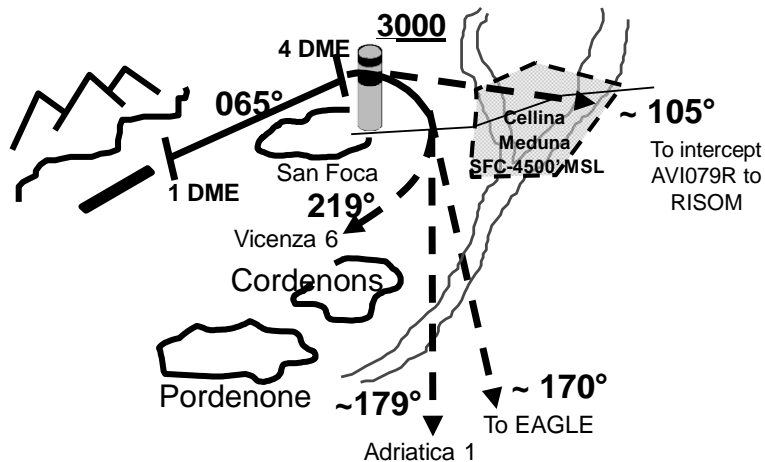 3000
4 DME
065°
1 DME
San Foca
Cellina
Meduna
SFC-4500' MSL
~ 105°
To intercept
AVI079R to
RISOM
219°
Vicenza 6
Cordenons
Pordenone
~179°
Adriatica 1
~ 170°
To EAGLE